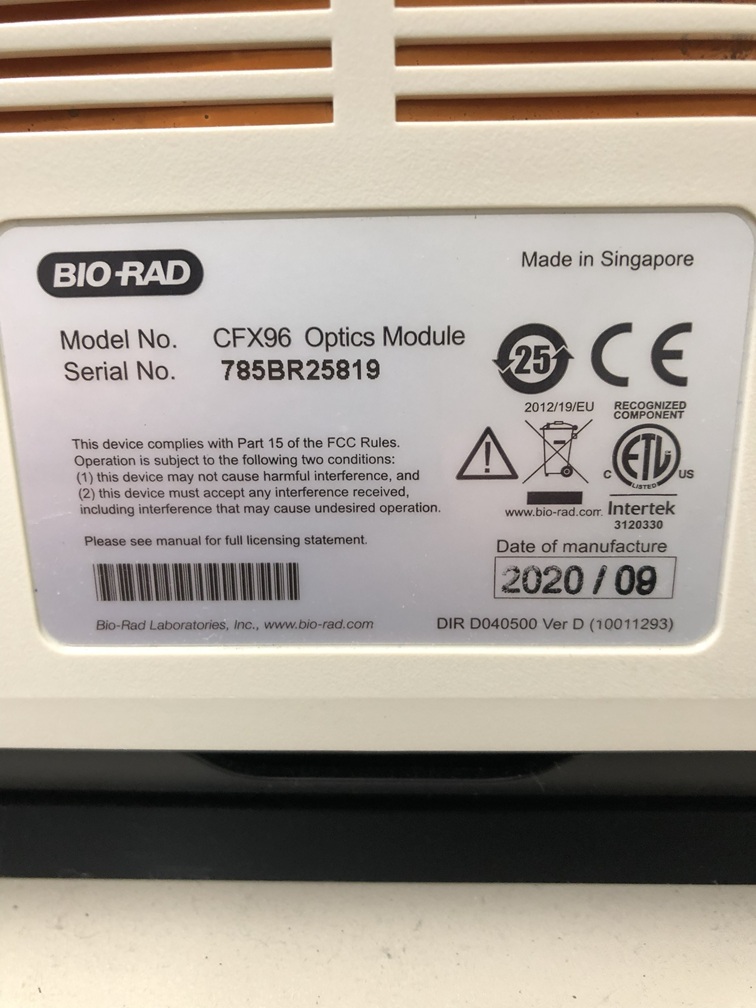 BIO-RAD
Made in Singapore
Model No. CFX96 Optics Module
Serial No. 785BR25819
25
CE
2012/19/EU
RECOGNIZED
COMPONENT
This device complies with Part 15 of the FCC Rules.
Operation is subject to the following two conditions:
(1) this device may not cause harmful interference, and
(2) this device must accept any interference received,
including interference that may cause undesired operation.
ETL
C US
LISTED
www.bio-rad.com
Intertek
3120330
Please see manual for full licensing statement.
Date of manufacture
2020 / 09
Bio-Rad Laboratories, Inc., www.bio-rad.com
DIR D040500 Ver D (10011293)